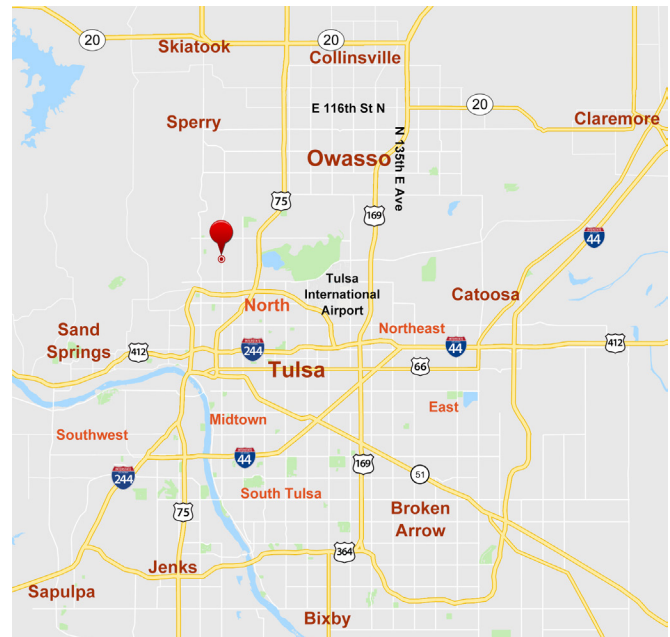 20
Skiatook
20
Collinsville
E 116th St N
20
Sperry
Claremore
N 135th E Ave
Owasso
75
169
44
Tulsa
International
Airport
Catoosa
North
Northeast
Sand
Springs
412
244
44
412
Tulsa
66
East
Midtown
Southwest
44
169
51
244
South Tulsa
75
Broken
Arrow
364
Jenks
Sapulpa
Bixby